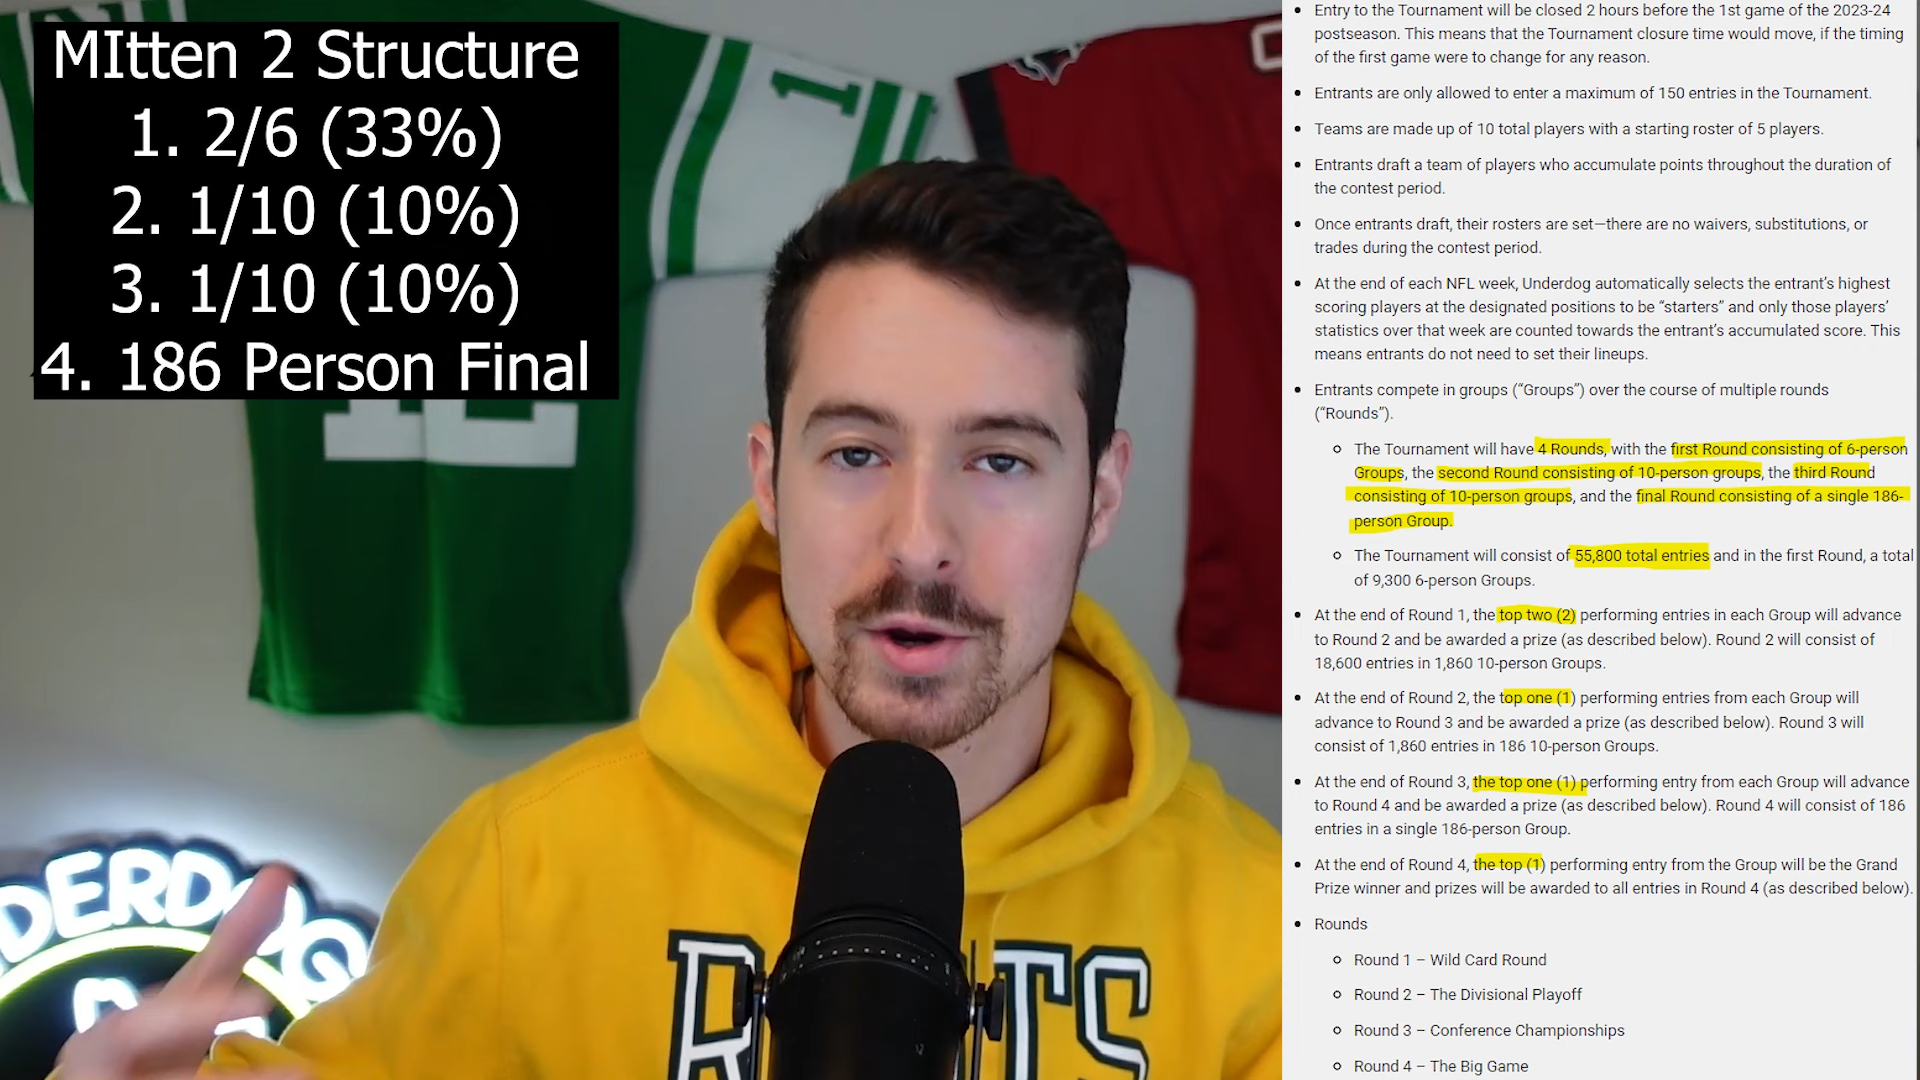 MItten 2 Structure
1. 2/6 (33%)
2. 1/10 (10%)
3. 1/10 (10%)
4. 186 Person Final
Entry to the Tournament will be closed 2 hours before the 1st game of the 2023-24
postseason. This means that the Tournament closure time would move, if the timing
of the first game were to change for any reason.
Entrants are only allowed to enter a maximum of 150 entries in the Tournament.
Teams are made up of 10 total players with a starting roster of 5 players.
Entrants draft a team of players who accumulate points throughout the duration of
the contest period.
Once entrants draft, their rosters are set—there are no waivers, substitutions, or
trades during the contest period.
At the end of each NFL week, Underdog automatically selects the entrant’s highest
scoring players at the designated positions to be “starters” and only those players’
statistics over that week are counted towards the entrant’s accumulated score. This
means entrants do not need to set their lineups.
Entrants compete in groups (“Groups”) over the course of multiple rounds
(“Rounds”).
The Tournament will have 4 Rounds, with the first Round consisting of 6-person
Groups, the second Round consisting of 10-person groups, the third Round
consisting of 10-person groups, and the final Round consisting of a single 186-
person Group.
The Tournament will consist of 55,800 total entries and in the first Round, a total
of 9,300 6-person Groups.
At the end of Round 1, the top two (2) performing entries in each Group will advance
to Round 2 and be awarded a prize (as described below). Round 2 will consist of
18,600 entries in 1,860 10-person Groups.
At the end of Round 2, the top one (1) performing entries from each Group will
advance to Round 3 and be awarded a prize (as described below). Round 3 will
consist of 1,860 entries in 186 10-person Groups.
At the end of Round 3, the top one (1) performing entry from each Group will advance
to Round 4 and be awarded a prize (as described below). Round 4 will consist of 186
entries in a single 186-person Group.
At the end of Round 4, the top (1) performing entry from the Group will be the Grand
Prize winner and prizes will be awarded to all entries in Round 4 (as described below).
Rounds
Round 1 – Wild Card Round
Round 2 – The Divisional Playoff
Round 3 – Conference Championships
Round 4 – The Big Game
1
12
DERDOG